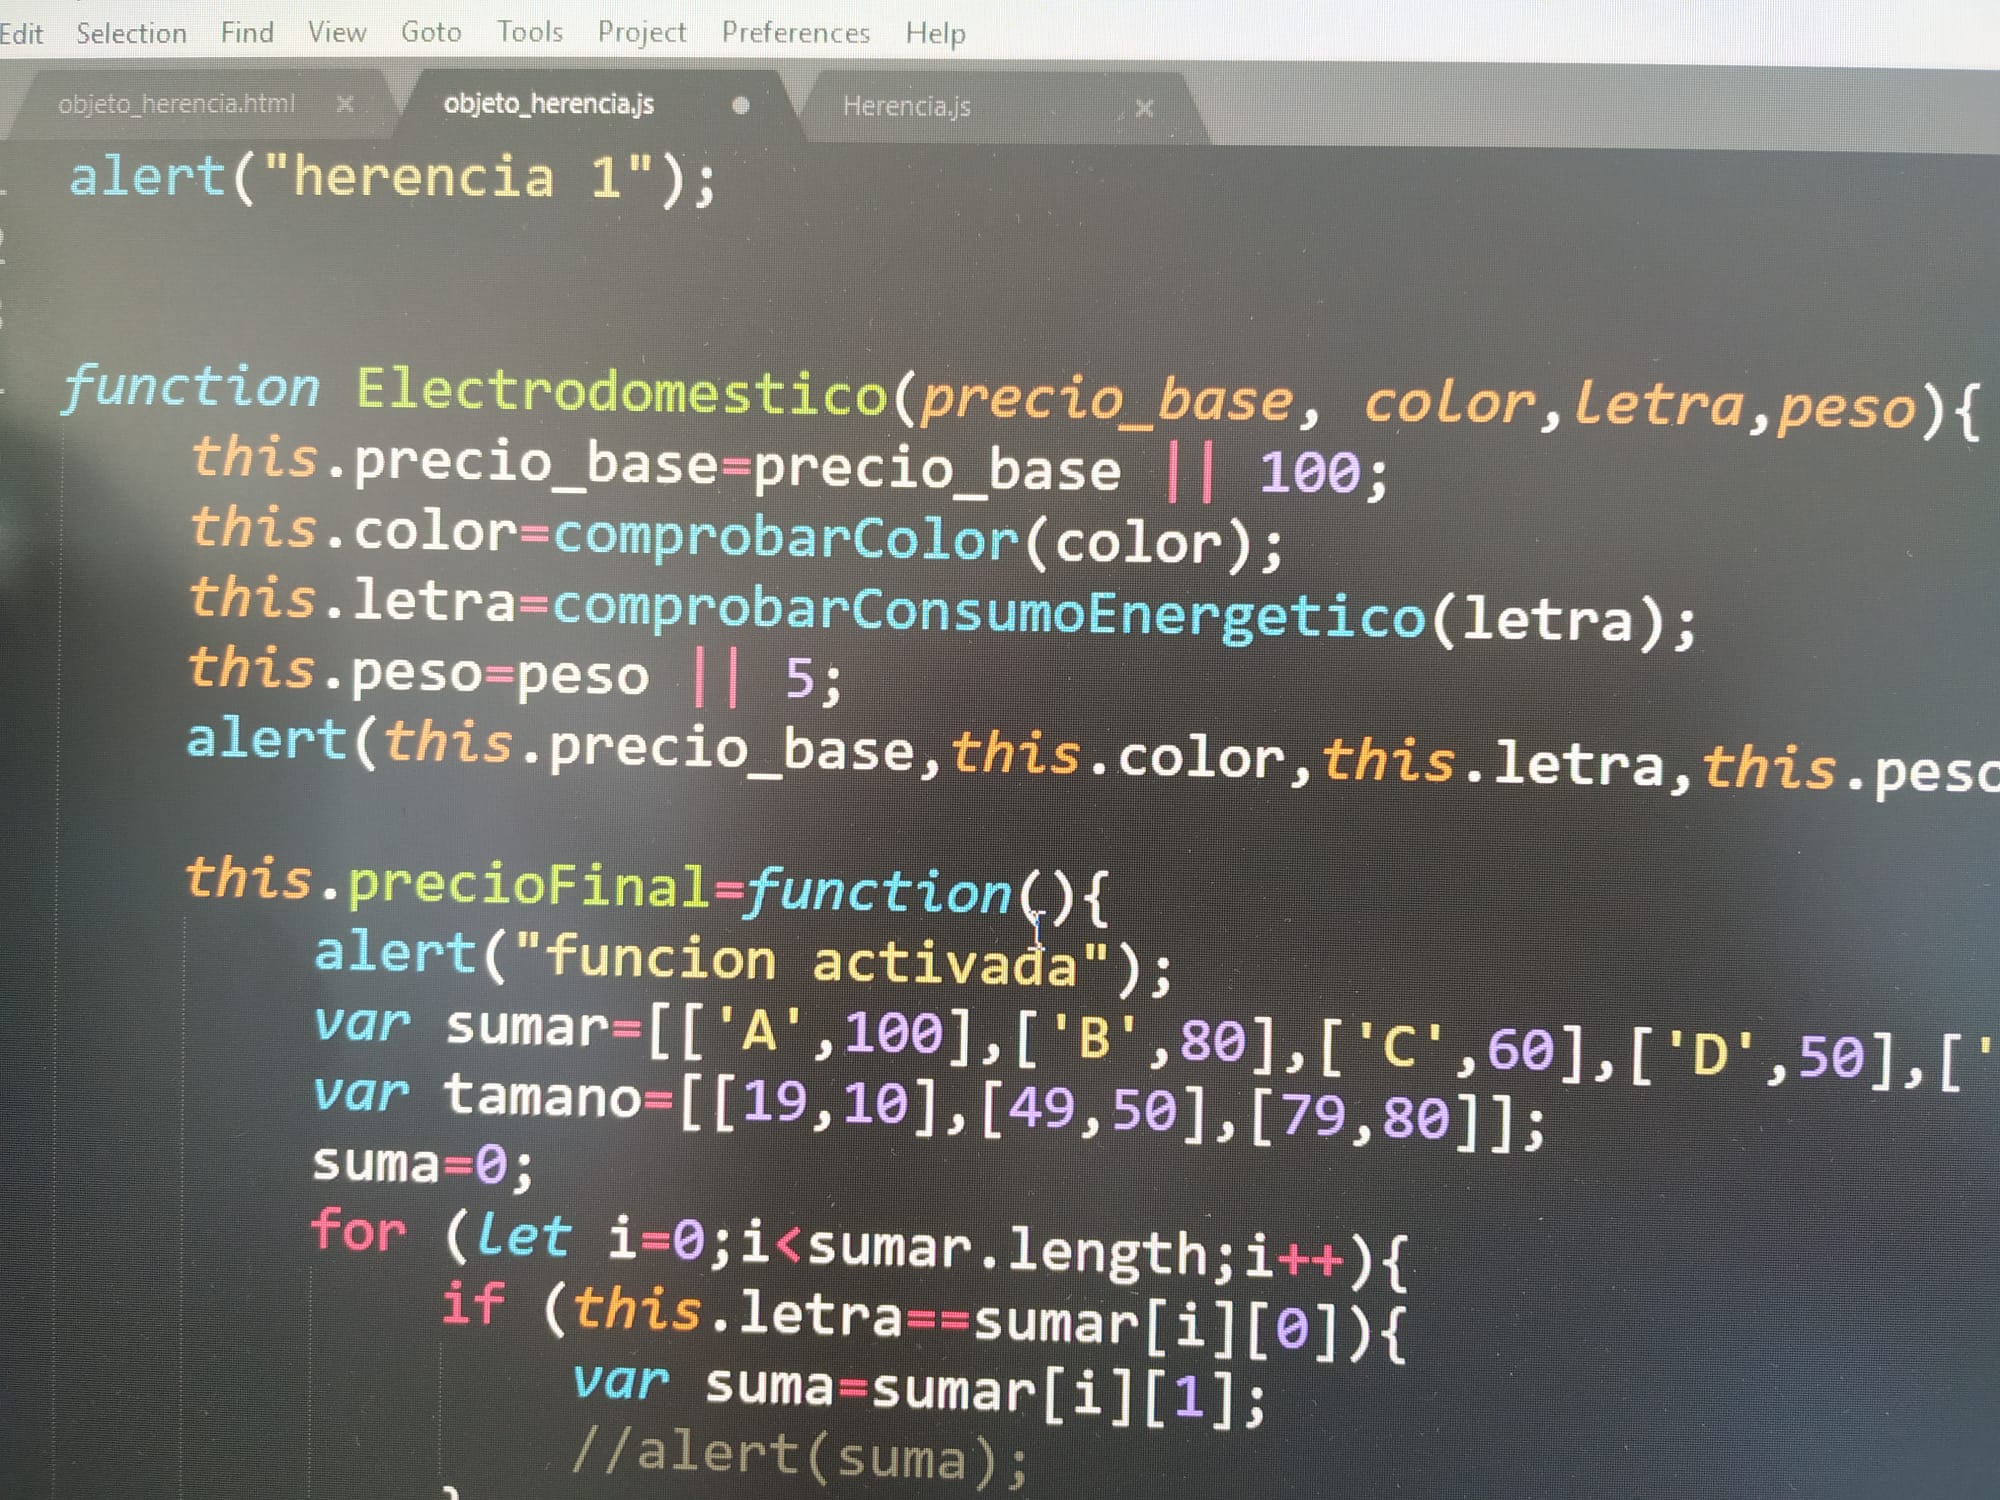 Edit Selection Find View Goto Tools Project Preferences Help
objeto_herencia.html × objeto_herencia.js Herencia.js ×
alert("herencia 1");
function Electrodomestico(precio_base, color,letra,peso){
this.precio_base=precio_base || 100;
this.color=comprobarColor(color);
this.letra=comprobarConsumoEnergetico(letra);
this.peso=peso || 5;
alert(this.precio_base,this.color,this.letra,this.peso
this.precioFinal=function(){
alert("funcion activada");
var sumar=[['A',100],['B',80],['C',60],['D',50],['
var tamano=[[19,10],[49,50],[79,80]];
suma=0;
for (let i=0;i<sumar.length;i++){
if (this.letra==sumar[i][0]){
var suma=sumar[i][1];
//alert(suma);
}